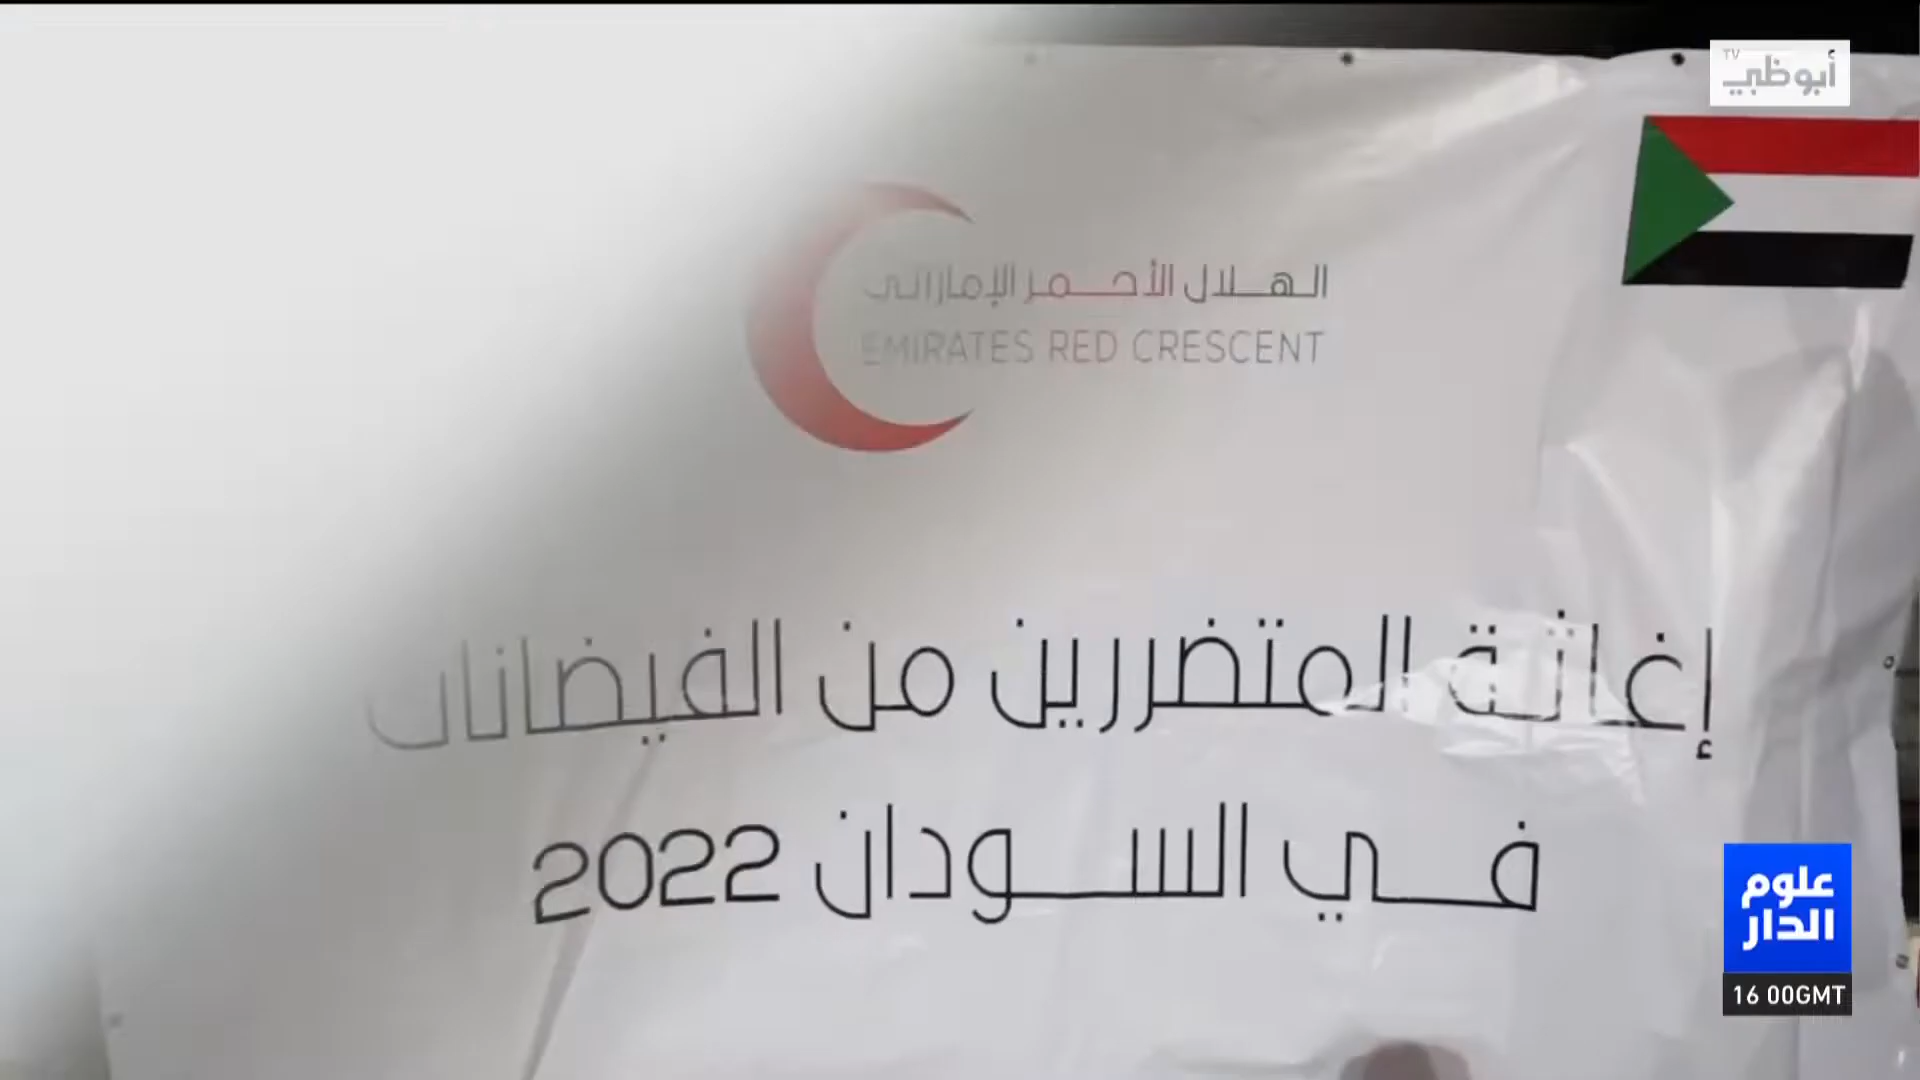 أبوظبي TV
الهلال الأحمر الإماراتي
EMIRATES RED CRESCENT
إغاثة المتضررين من الفيضانات
في السودان 2022
علوم
الدار
16 00GMT